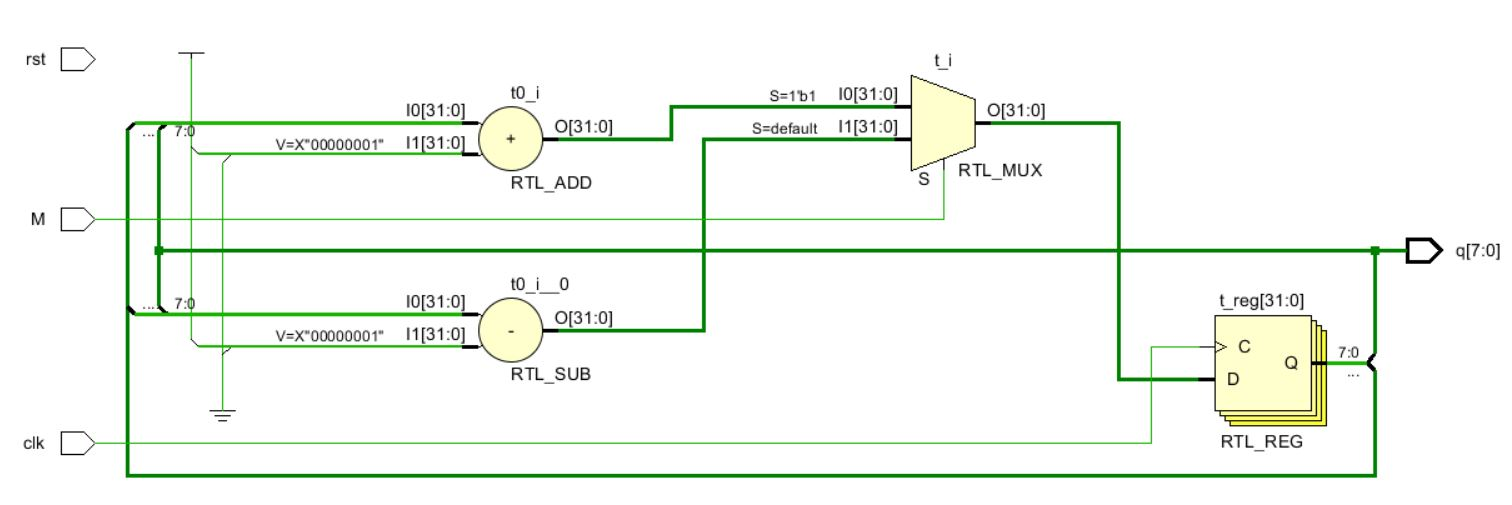 rst
t0_i
t_i
I0[31:0]
... 7:0
V=X"00000001"
I1[31:0]
+
O[31:0]
RTL_ADD
S=1'b1
I0[31:0]
S=default
I1[31:0]
O[31:0]
S
RTL_MUX
M
q[7:0]
t0_i__0
I0[31:0]
... 7:0
V=X"00000001"
I1[31:0]
-
O[31:0]
RTL_SUB
t_reg[31:0]
C
D
Q
7:0
...
RTL_REG
clk